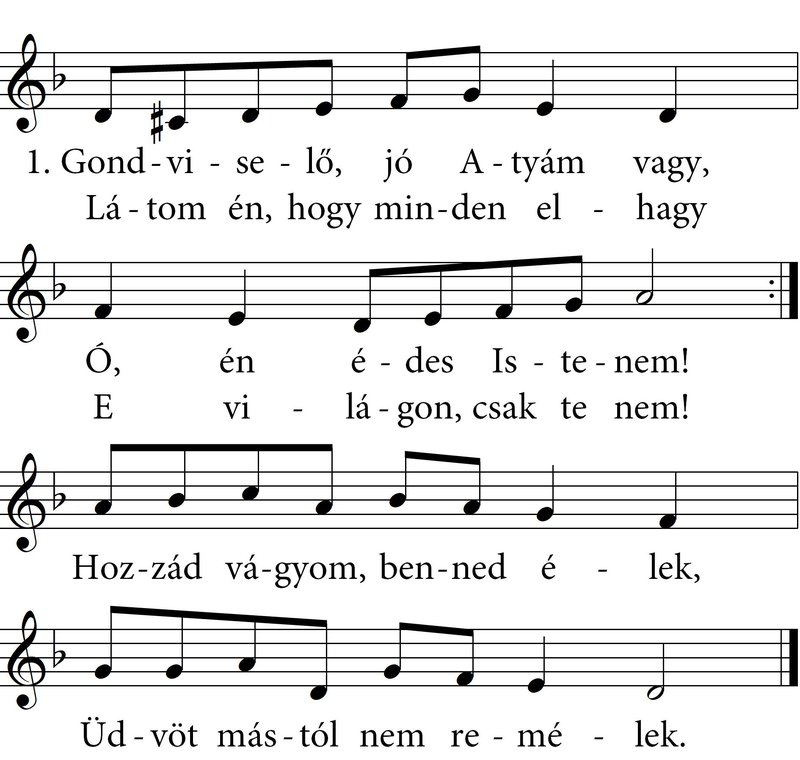 1. Gond-vi - se - lő, jó A - tyám vagy,
Lá - tom én, hogy min-den el - hagy
Ó, én é - des Is - te - nem!
E vi - lá - gon, csak te nem!
Hoz-zád vá-gyom, ben-ned é - lek,
Üd - vöt más-tól nem re - mé - lek.